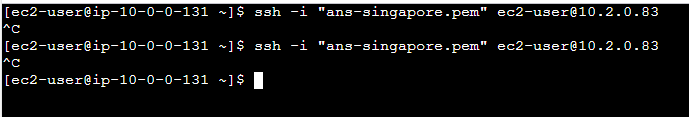 [ec2-user@ip-10-0-0-131 ~]$ ssh -i "ans-singapore.pem" ec2-user@10.2.0.83
^C
[ec2-user@ip-10-0-0-131 ~]$ ssh -i "ans-singapore.pem" ec2-user@10.2.0.83
^C
[ec2-user@ip-10-0-0-131 ~]$